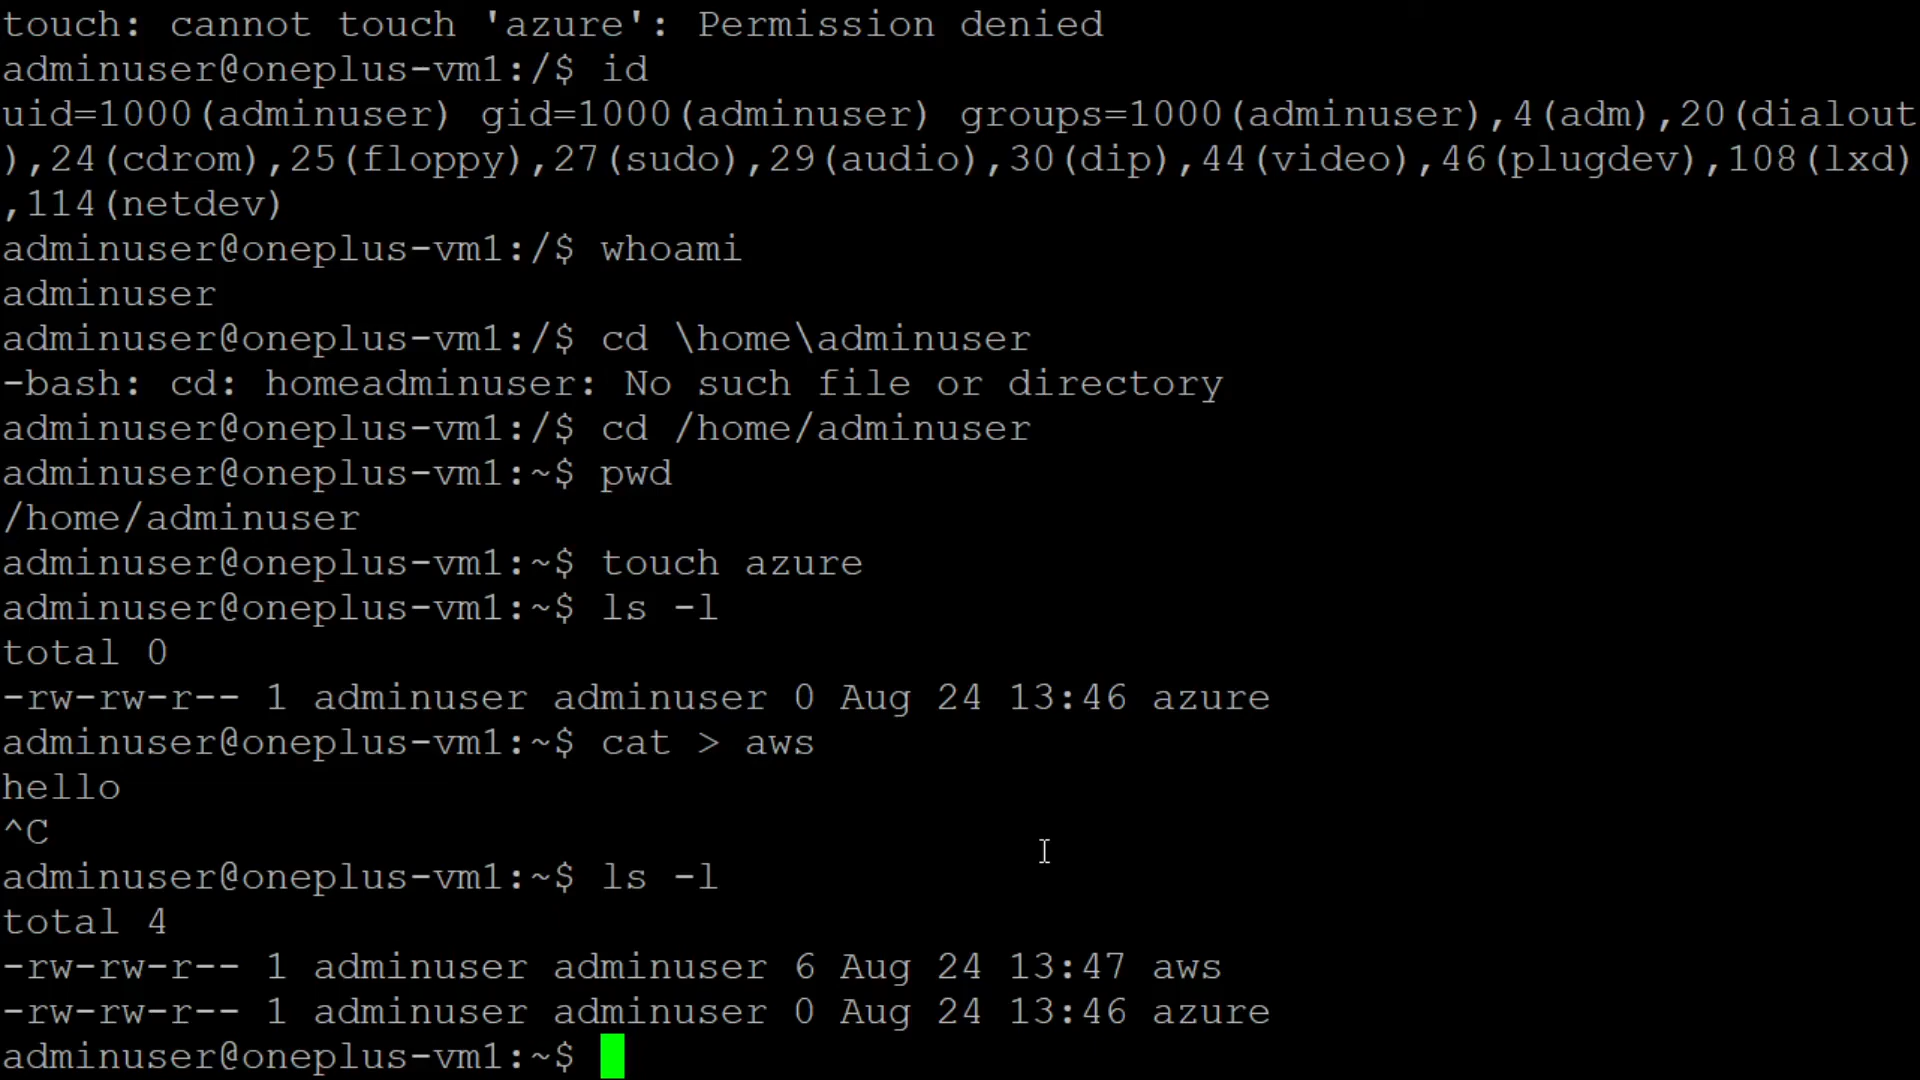 touch: cannot touch 'azure': Permission denied
adminuser@oneplus-vm1:/$ id
uid=1000(adminuser) gid=1000(adminuser) groups=1000(adminuser),4(adm),20(dialout
),24(cdrom),25(floppy),27(sudo),29(audio),30(dip),44(video),46(plugdev),108(lxd)
,114(netdev)
adminuser@oneplus-vm1:/$ whoami
adminuser
adminuser@oneplus-vm1:/$ cd \home\adminuser
-bash: cd: homeadminuser: No such file or directory
adminuser@oneplus-vm1:/$ cd /home/adminuser
adminuser@oneplus-vm1:~$ pwd
/home/adminuser
adminuser@oneplus-vm1:~$ touch azure
adminuser@oneplus-vm1:~$ ls -l
total 0
-rw-rw-r-- 1 adminuser adminuser 0 Aug 24 13:46 azure
adminuser@oneplus-vm1:~$ cat > aws
hello
^C
adminuser@oneplus-vm1:~$ ls -l
total 4
-rw-rw-r-- 1 adminuser adminuser 6 Aug 24 13:47 aws
-rw-rw-r-- 1 adminuser adminuser 0 Aug 24 13:46 azure
adminuser@oneplus-vm1:~$